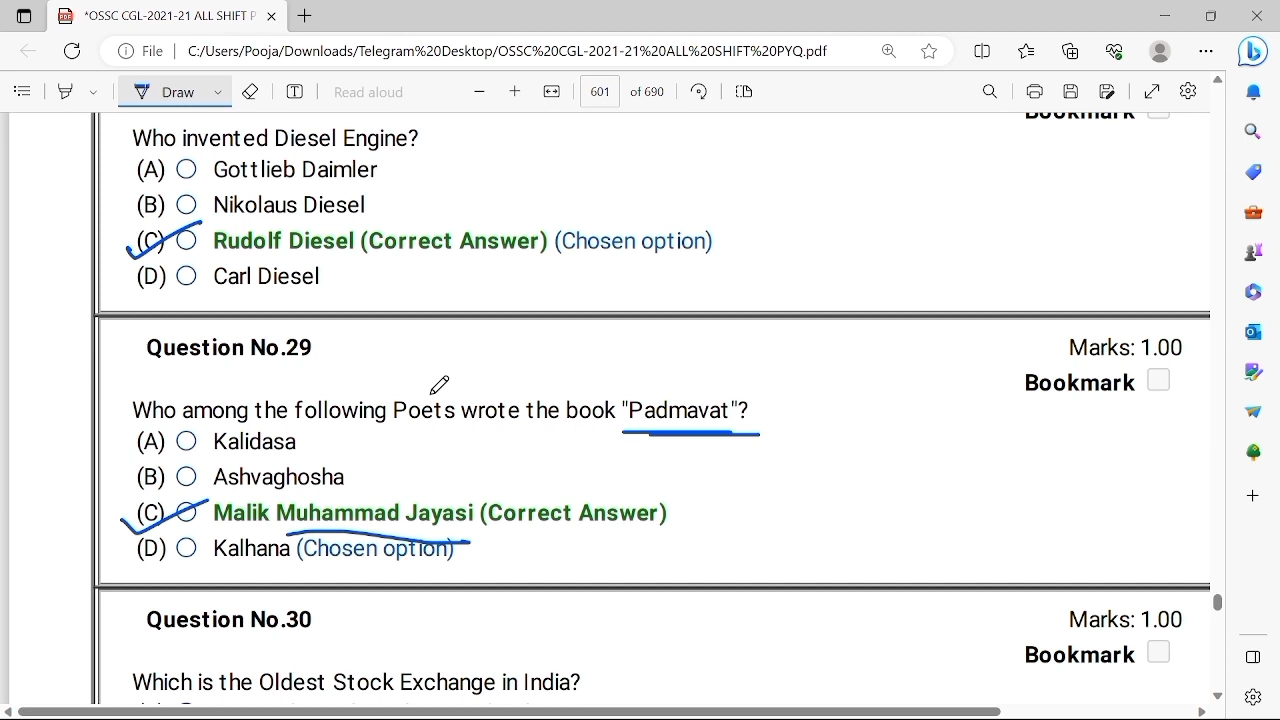 *OSSC CGL-2021-21 ALL SHIFT P
File | C:/Users/Pooja/Downloads/Telegram%20Desktop/OSSC%20CGL-2021-21%20ALL%20SHIFT%20PYQ.pdf
Draw Read aloud 601 of 690
Bookmark
Who invented Diesel Engine?
(A) Gottlieb Daimler
(B) Nikolaus Diesel
(C) Rudolf Diesel (Correct Answer) (Chosen option)
(D) Carl Diesel
Question No.29 Marks: 1.00
Bookmark
Who among the following Poets wrote the book "Padmavat"?
(A) Kalidasa
(B) Ashvaghosha
(C) Malik Muhammad Jayasi (Correct Answer)
(D) Kalhana (Chosen option)
Question No.30 Marks: 1.00
Bookmark
Which is the Oldest Stock Exchange in India?